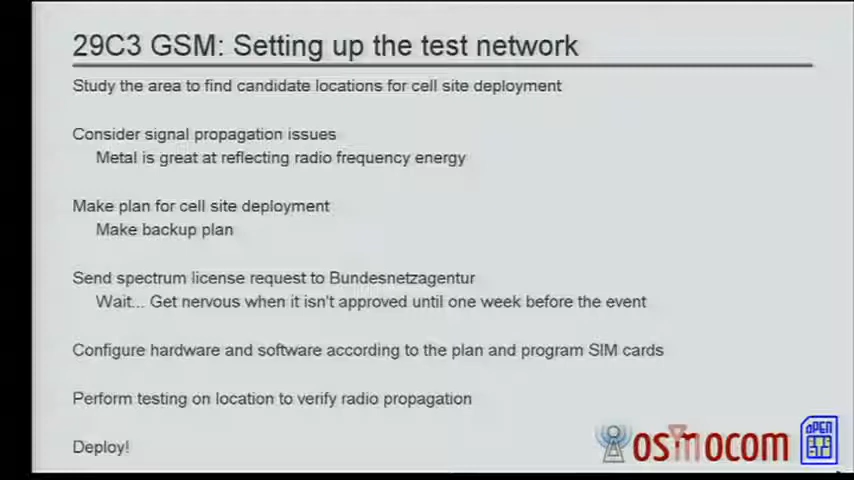 29C3 GSM: Setting up the test network
Study the area to find candidate locations for cell site deployment
Consider signal propagation issues
Metal is great at reflecting radio frequency energy
Make plan for cell site deployment
Make backup plan
Send spectrum license request to Bundesnetzagentur
Wait... Get nervous when it isn't approved until one week before the event
Configure hardware and software according to the plan and program SIM cards
Perform testing on location to verify radio propagation
Deploy!
osmocom
OPEN